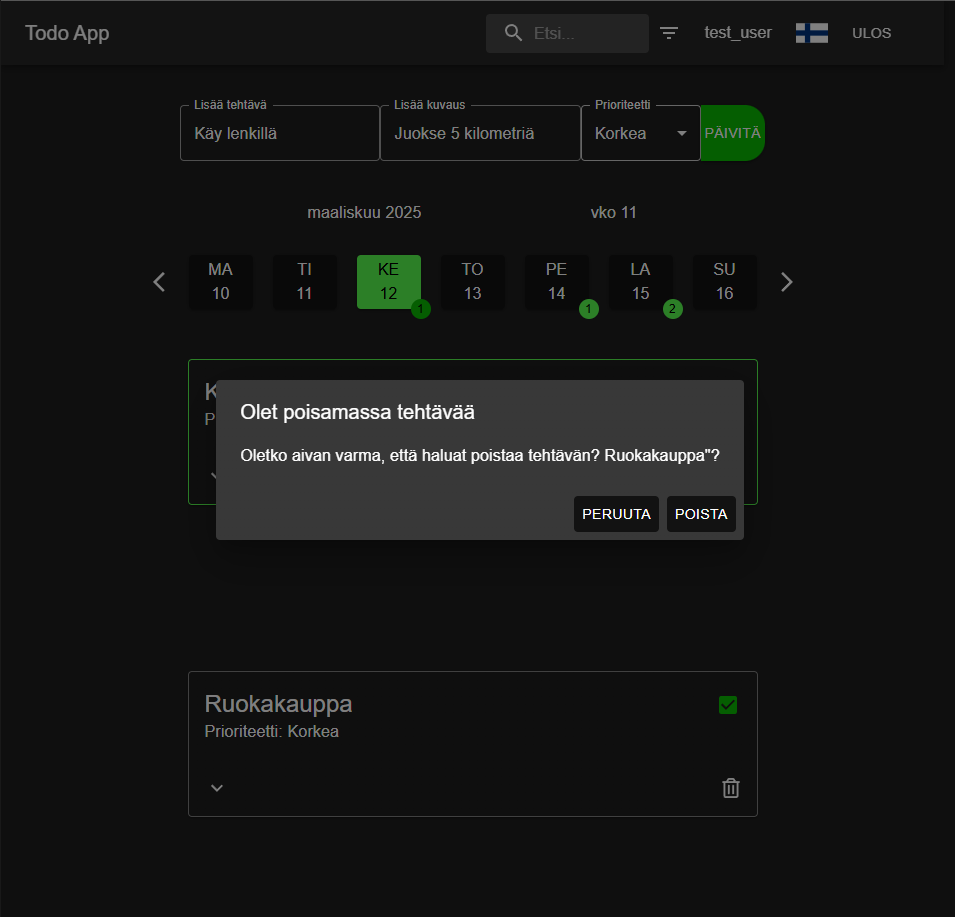 Todo App
Etsi...
test_user
ULOS
Lisää tehtävä
Lisää kuvaus
Prioriteetti
Käy lenkillä
Juokse 5 kilometriä
Korkea
PÄIVITÄ
maaliskuu 2025
vko 11
MA TI KE TO PE LA SU
10 11 12 13 14 15 16
1 1 2
K
P
Olet poisamassa tehtävää
Oletko aivan varma, että haluat poistaa tehtävän? Ruokakauppa"?
PERUUTA POISTA
Ruokakauppa
Prioriteetti: Korkea